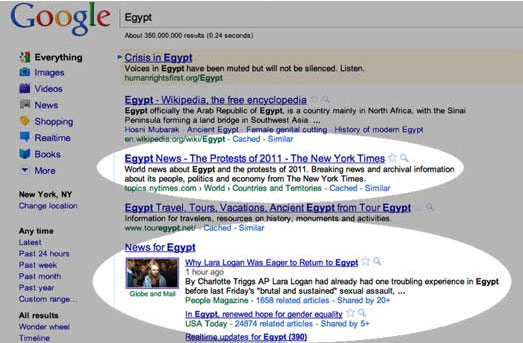 Google
Egypt
About 350,000,000 results (0.24 seconds)
Everything
Images
Videos
News
Shopping
Realtime
Books
More
New York, NY
Change location
Any time
Latest
Past 24 hours
Past week
Past month
Past year
Custom range...
All results
Wonder wheel
Timeline
Crisis in Egypt
Voices in Egypt have been muted but will not be silenced. Listen.
humanrightsfirst.org/Egypt
Egypt - Wikipedia, the free encyclopedia
Egypt officially the Arab Republic of Egypt, is a country mainly in North Africa, with the Sinai
Peninsula forming a land bridge in Southwest Asia. ...
Hosni Mubarak - Ancient Egypt - Female genital cutting - History of modern Egypt
en.wikipedia.org/wiki/Egypt - Cached - Similar
Egypt News - The Protests of 2011 - The New York Times
World news about Egypt and the protests of 2011. Breaking news and archival information
about its people, politics and economy from The New York Times.
topics.nytimes.com › World › Countries and Territories - Cached - Similar
Egypt Travel, Tours, Vacations, Ancient Egypt from Tour Egypt
Information for travelers, resources on history, monuments and activities.
www.touregypt.net/ - Cached - Similar
News for Egypt
Globe and Mail
Why Lara Logan Was Eager to Return to Egypt
1 hour ago
By Charlotte Triggs AP Lara Logan had already had one troubling experience in Egypt
before last Friday's "brutal and sustained" sexual assault, ...
People Magazine - 1658 related articles - Shared by 20+
In Egypt, renewed hope for gender equality
USA Today - 24874 related articles - Shared by 5+
Realtime updates for Egypt (390)